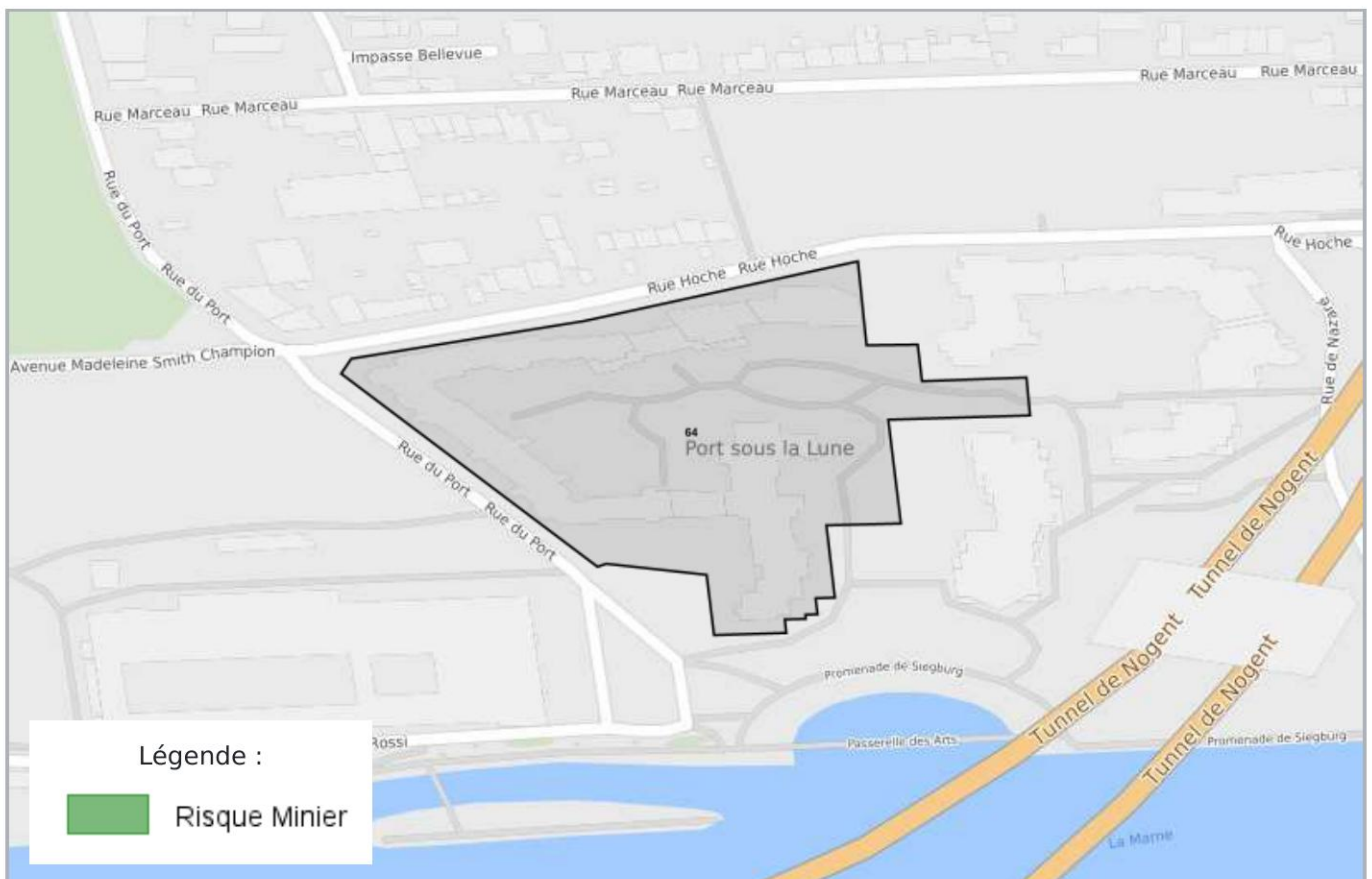 Impasse Bellevue
Rue Marceau Rue Marceau
Rue Marceau Rue Marceau
Rue Marceau Rue Marceau
Rue du Port
Rue du Port
Rue Hoche Rue Hoche
Rue Hoche
Rue de Nazaré
Avenue Madeleine Smith Champion
64
Port sous la Lune
Rue du Port
Rue du Port
Tunnel de Nogent
Tunnel de Nogent
Tunnel de Nogent
Promenade de Siegburg
Passerelle des Arts
Promenade de Siegburg
Rossi
La Marne
Légende :
Risque Minier